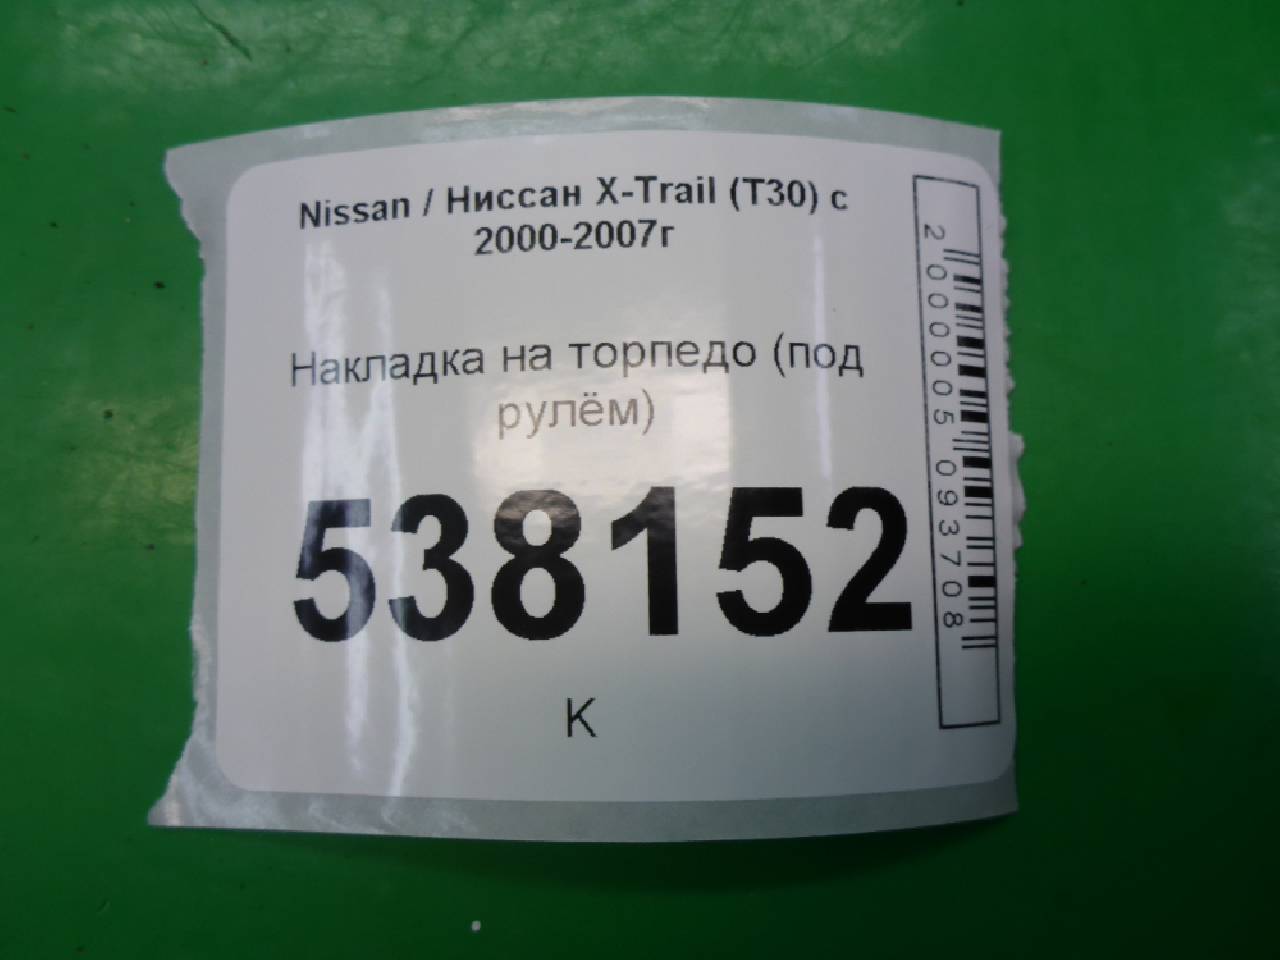 Nissan / Ниссан X-Trail (T30) с
2000-2007г
Накладка на торпедо (под
рулём)
538152
К
2000005093708